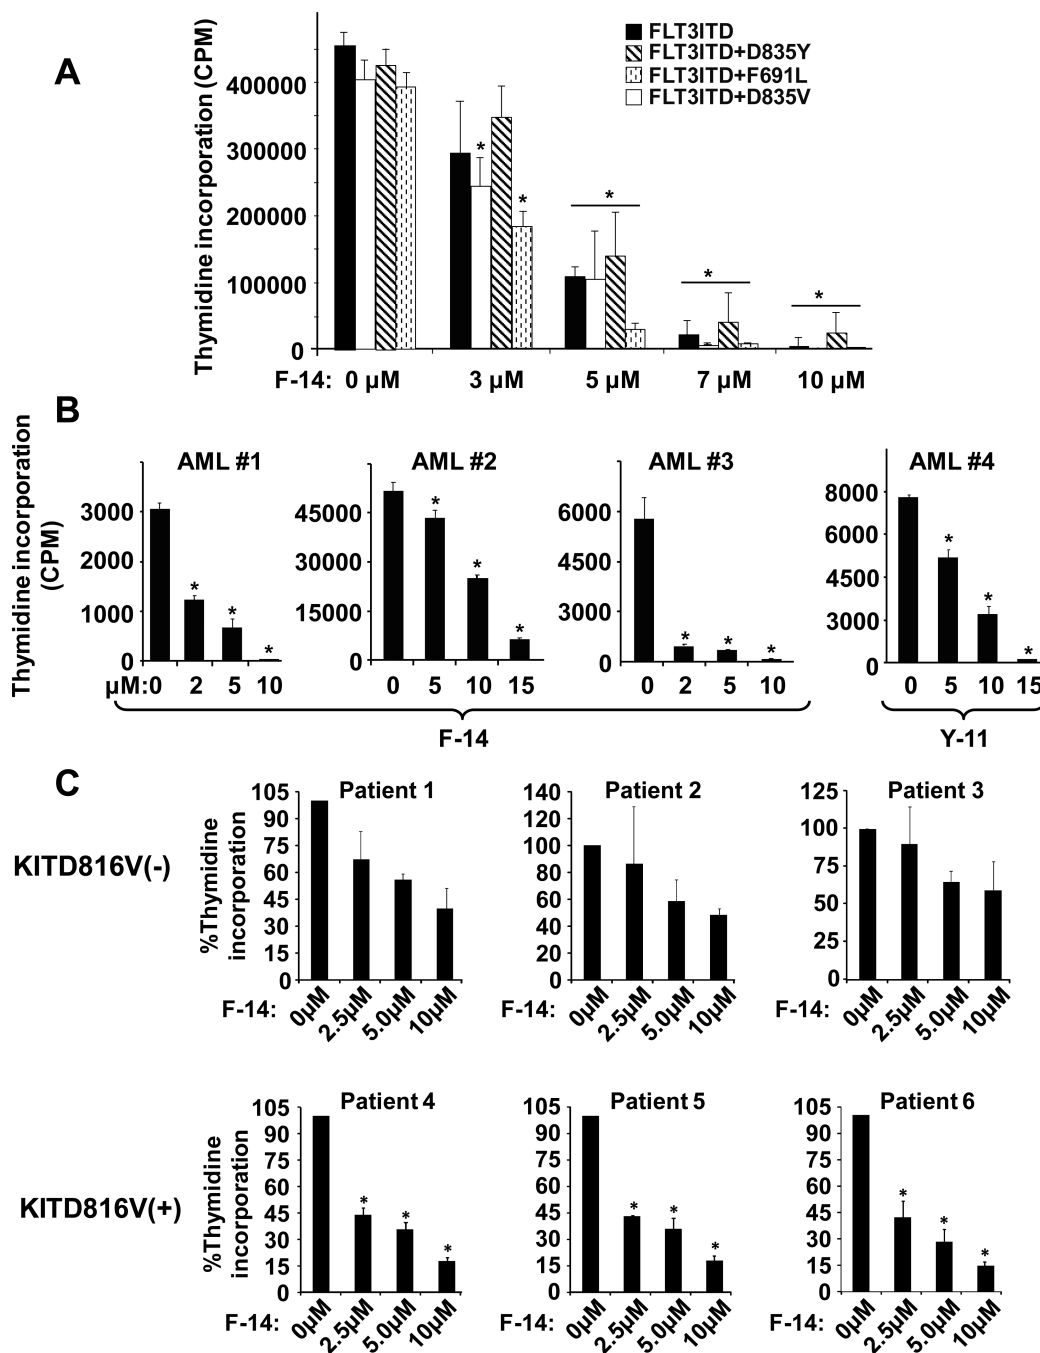 A
Thymidine incorporation (CPM)
FLT3ITD
FLT3ITD+D835Y
FLT3ITD+F691L
FLT3ITD+D835V
400000
300000
200000
100000
0
* * * * *
F-14: 0 µM 3 µM 5 µM 7 µM 10 µM
B
Thymidine incorporation
(CPM)
AML #1
3000
2000
1000
0
* * *
µM:0 2 5 10
AML #2
45000
30000
15000
0
* * *
0 5 10 15
AML #3
6000
4500
3000
0
* * *
0 2 5 10
F-14
AML #4
8000
7000
4500
3000
0
* * *
0 5 10 15
Y-11
C
KITD816V(-)
%Thymidine
incorporation
Patient 1
105
90
75
60
45
30
15
0
F-14: 0µM 2.5µM 5.0µM 10µM
Patient 2
140
120
100
80
60
40
20
0
F-14: 0µM 2.5µM 5.0µM 10µM
Patient 3
125
100
75
50
25
0
F-14: 0µM 2.5µM 5.0µM 10µM
KITD816V(+)
%Thymidine
incorporation
Patient 4
105
90
75
60
45
30
15
0
* * *
F-14: 0µM 2.5µM 5.0µM 10µM
Patient 5
105
90
75
60
45
30
15
0
* * *
F-14: 0µM 2.5µM 5.0µM 10µM
Patient 6
105
90
75
60
45
30
15
0
* * *
F-14: 0µM 2.5µM 5.0µM 10µM